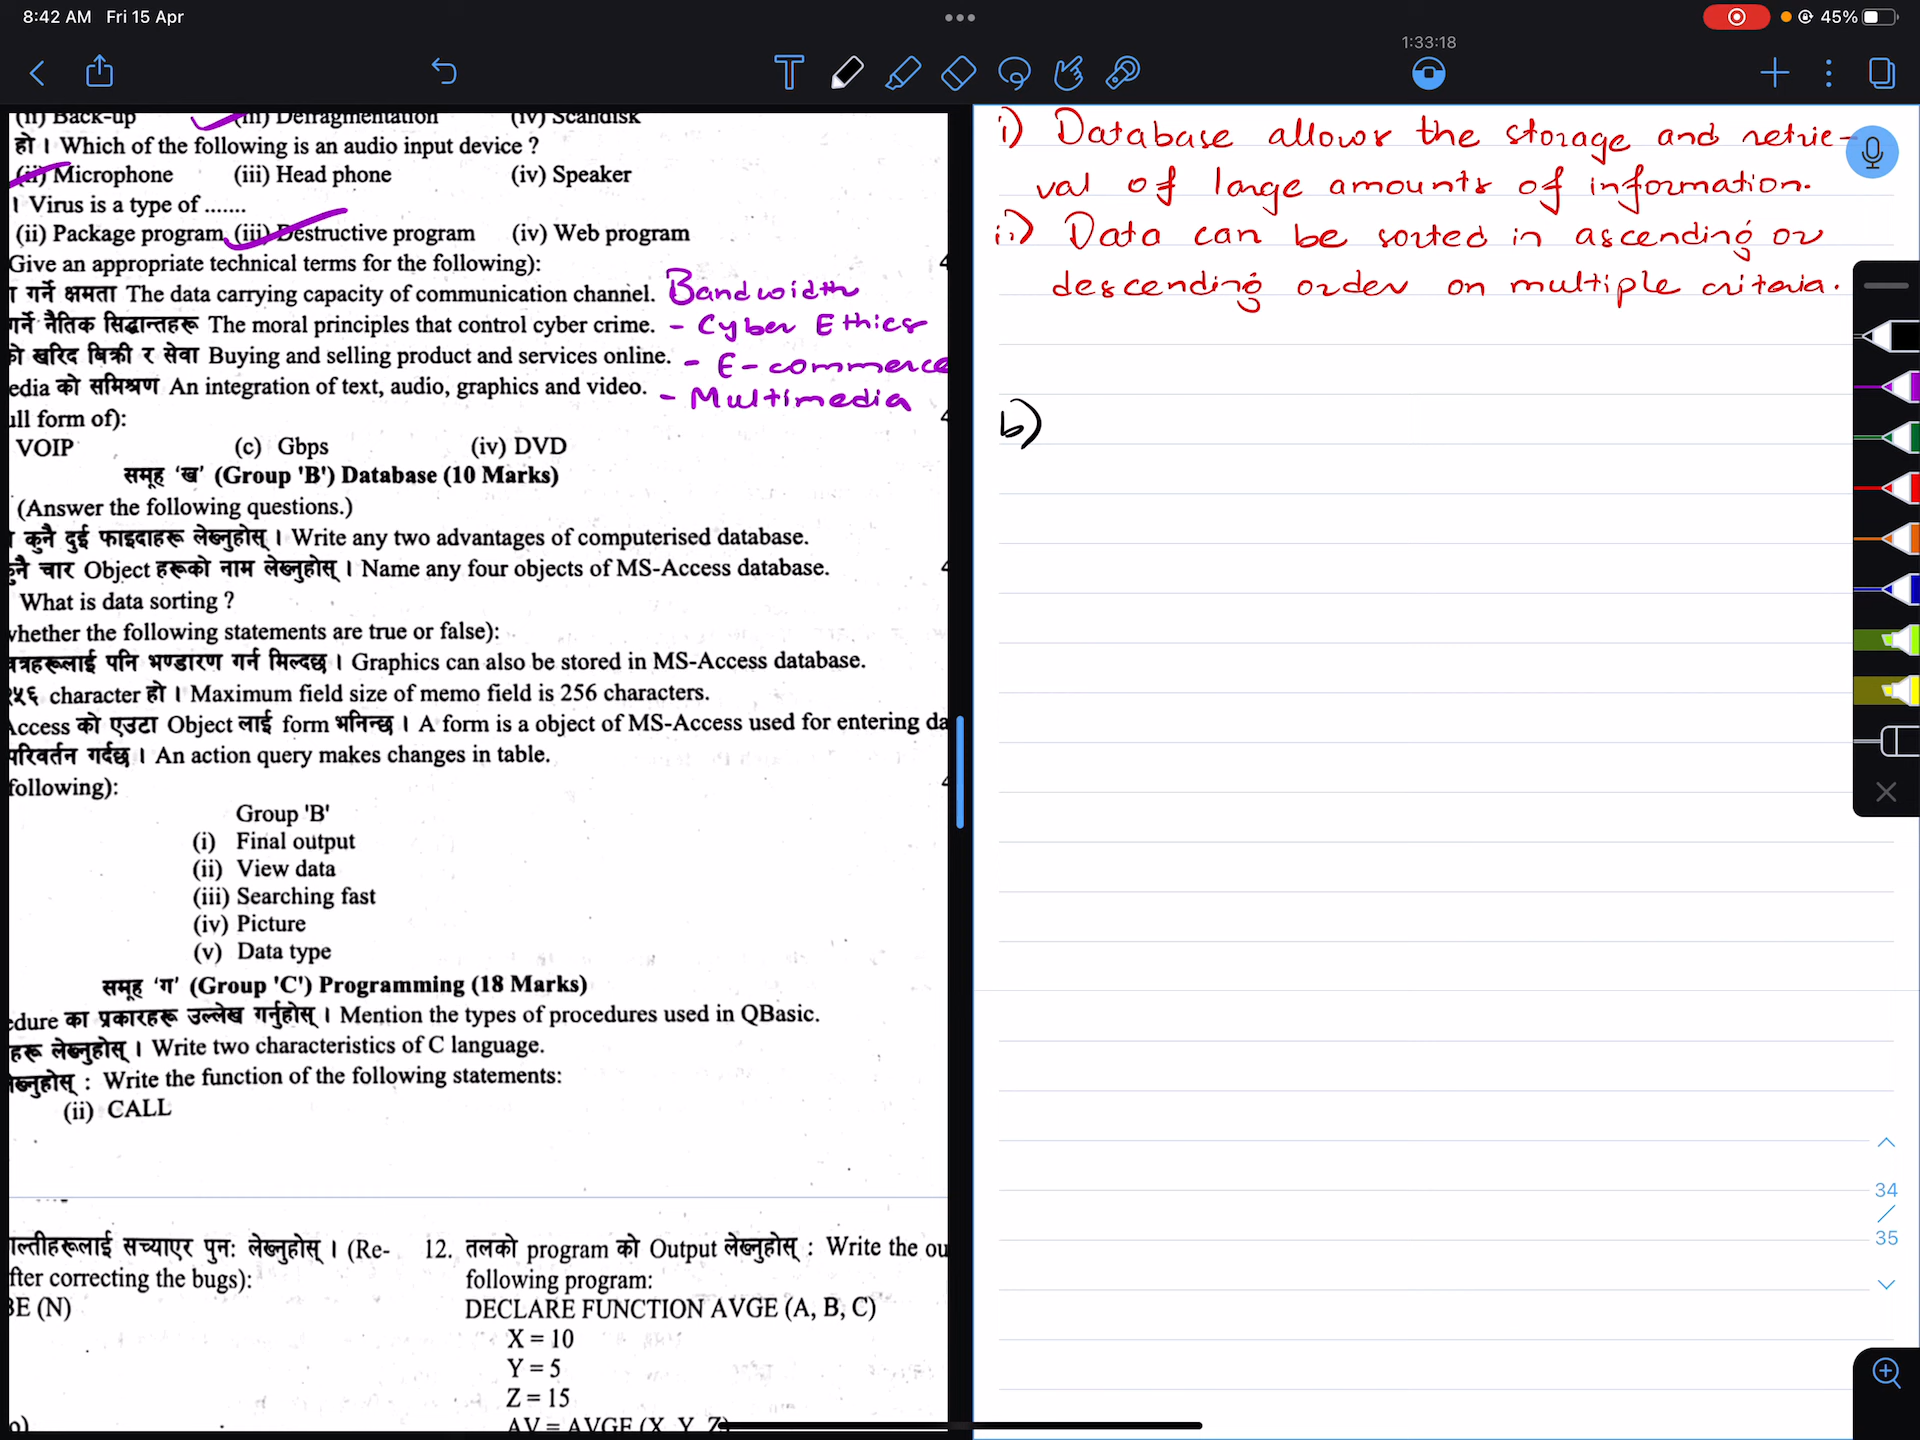 8:42 AM Fri 15 Apr
45%
1:33:18
(ii) Back-up (iii) Defragmentation (iv) Scandisk
हो । Which of the following is an audio input device ?
(ii) Microphone (iii) Head phone (iv) Speaker
। Virus is a type of .......
(ii) Package program (iii) Destructive program (iv) Web program
Give an appropriate technical terms for the following):
गर्ने क्षमता The data carrying capacity of communication channel. Bandwidth
गर्ने नैतिक सिद्धान्तहरू The moral principles that control cyber crime. - Cyber Ethics
खरिद बिक्री र सेवा Buying and selling product and services online. - E-commerce
edia को समिश्रण An integration of text, audio, graphics and video. - Multimedia
ull form of):
VOIP (c) Gbps (iv) DVD
समूह 'ख' (Group 'B') Database (10 Marks)
(Answer the following questions.)
कुनै दुई फाइदाहरू लेख्नुहोस् । Write any two advantages of computerised database.
चार Object हरूको नाम लेख्नुहोस् । Name any four objects of MS-Access database.
What is data sorting ?
whether the following statements are true or false):
पनि भण्डारण गर्न मिल्दछ । Graphics can also be stored in MS-Access database.
२५६ character हो । Maximum field size of memo field is 256 characters.
Access को एउटा Object लाई form भनिन्छ । A form is a object of MS-Access used for entering da
परिवर्तन गर्दछ । An action query makes changes in table.
following):
Group 'B'
(i) Final output
(ii) View data
(iii) Searching fast
(iv) Picture
(v) Data type
समूह 'ग' (Group 'C') Programming (18 Marks)
edure का प्रकारहरू उल्लेख गर्नुहोस् । Mention the types of procedures used in QBasic.
हरू लेख्नुहोस् । Write two characteristics of C language.
लेख्नुहोस् : Write the function of the following statements:
(ii) CALL
सच्याएर पुन: लेख्नुहोस् । (Re-
fter correcting the bugs):
BE (N)
12. तलको program को Output लेख्नुहोस् : Write the ou
following program:
DECLARE FUNCTION AVGE (A, B, C)
X = 10
Y = 5
Z = 15
AV = AVGE (X, Y, Z)
i) Database allows the storage and retrie-
val of large amounts of information.
ii) Data can be sorted in ascending or
descending order on multiple criteria.
b)
34
/
35